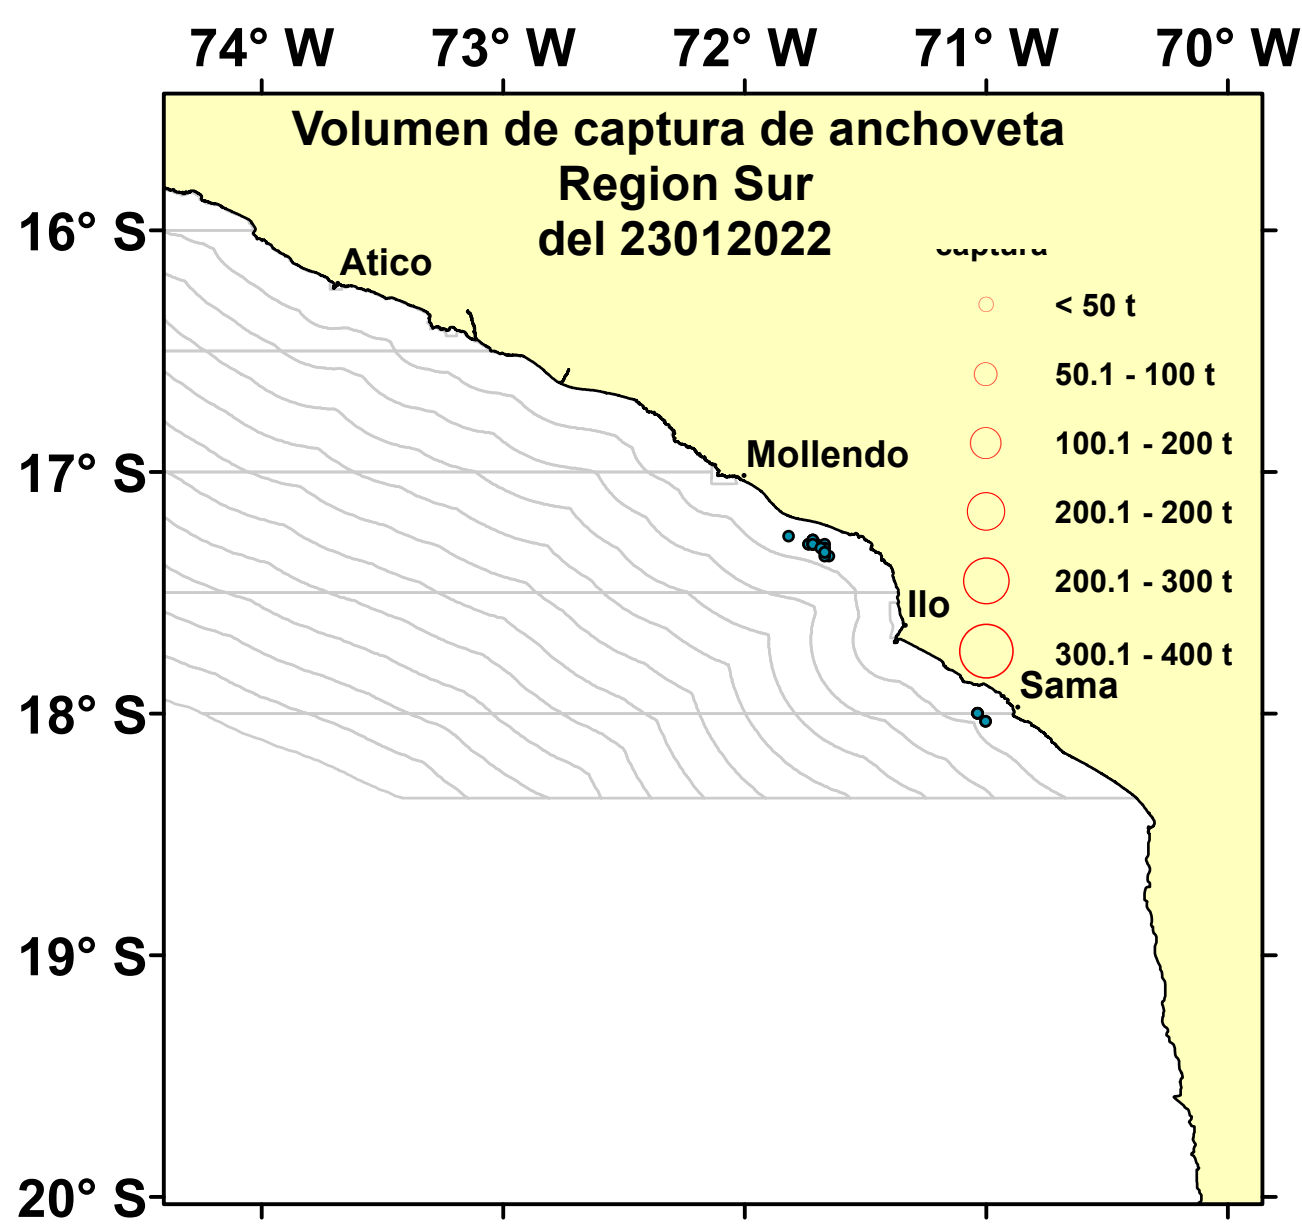 74° W 73° W 72° W 71° W 70° W
Volumen de captura de anchoveta
Region Sur
del 23012022
16° S
captura
Atico
< 50 t
50.1 - 100 t
100.1 - 200 t
Mollendo
17° S
200.1 - 200 t
200.1 - 300 t
Ilo
300.1 - 400 t
Sama
18° S
19° S
20° S